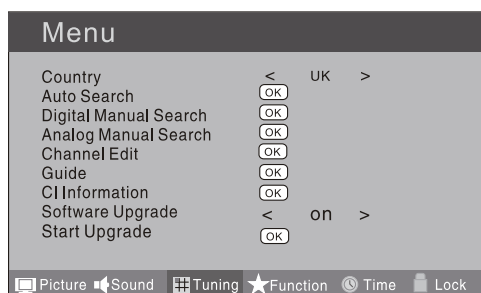 Menu
Country < UK >
Auto Search OK
Digital Manual Search OK
Analog Manual Search OK
Channel Edit OK
Guide OK
CI Information OK
Software Upgrade < on >
Start Upgrade OK
Picture Sound Tuning Function Time Lock